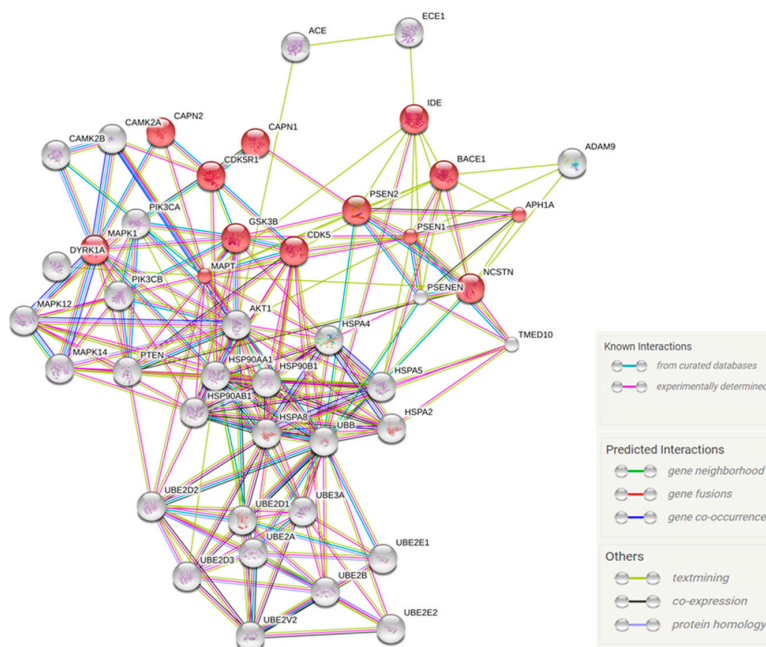 ACE
ECE1
CAMK2A
CAPN2
CAPN1
IDE
CAMK2B
CDK5R1
BACE1
ADAM9
PIK3CA
PSEN2
APH1A
MAPK1
GSK3B
PSEN1
DYRK1A
CDK5
MAPT
NCSTN
PIK3CB
PSENEN
MAPK12
AKT1
HSPA4
TMED10
MAPK14
PTEN
HSP90AA1
HSP90B1
HSPA5
HSP90AB1
HSPA8
UBB
HSPA2
UBE2D2
UBE2D1
UBE3A
UBE2A
UBE2E1
UBE2D3
UBE2B
UBE2V2
UBE2E2
Known Interactions
from curated databases
experimentally determined
Predicted Interactions
gene neighborhood
gene fusions
gene co-occurrence
Others
textmining
co-expression
protein homology